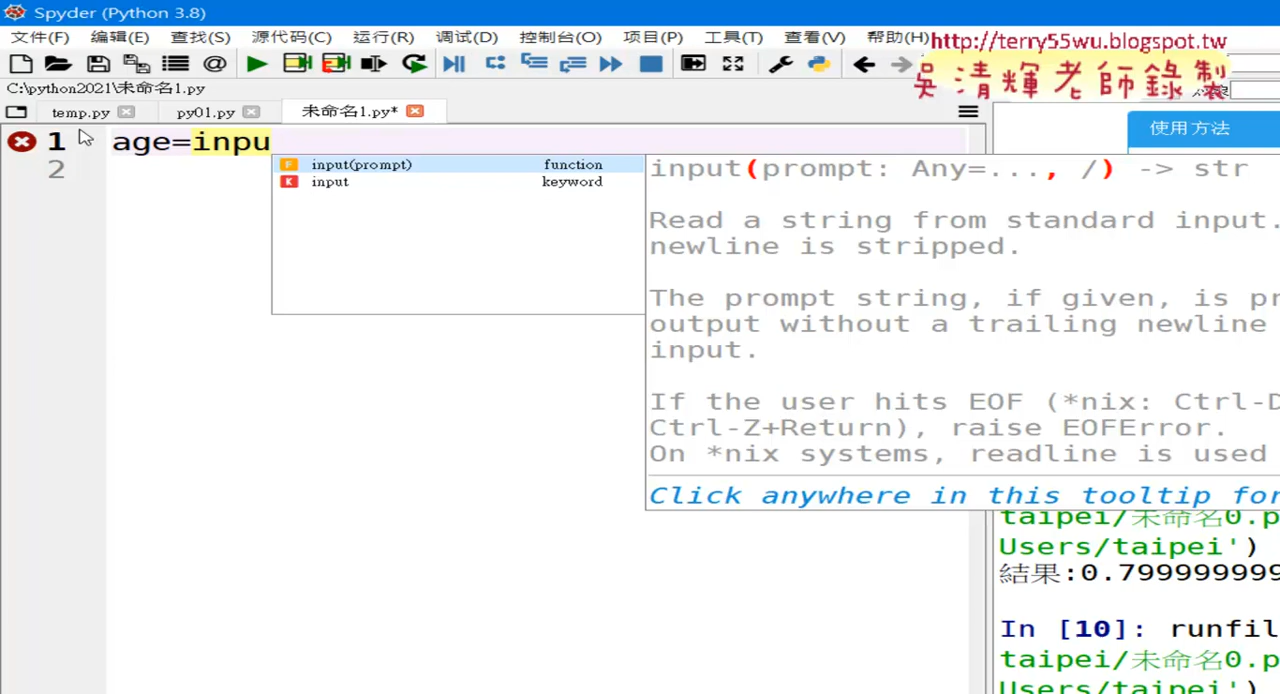 Spyder (Python 3.8)
文件(F) 编辑(E) 查找(S) 源代码(C) 运行(R) 调试(D) 控制台(O) 项目(P) 工具(T) 查看(V) 帮助(H)
http://terry55wu.blogspot.tw
吳清輝老師錄製
C:\python2021\未命名1.py
temp.py py01.py 未命名1.py*
使用方法
1 age=inpu
2
input(prompt) function
input keyword
input(prompt: Any=..., /) -> str
Read a string from standard input.
newline is stripped.
The prompt string, if given, is pr
output without a trailing newline
input.
If the user hits EOF (*nix: Ctrl-D
Ctrl-Z+Return), raise EOFError.
On *nix systems, readline is used
Click anywhere in this tooltip for
taipei/未命名0.p
Users/taipei')
結果:0.799999999
In [10]: runfil
taipei/未命名0.p
Users/taipei')